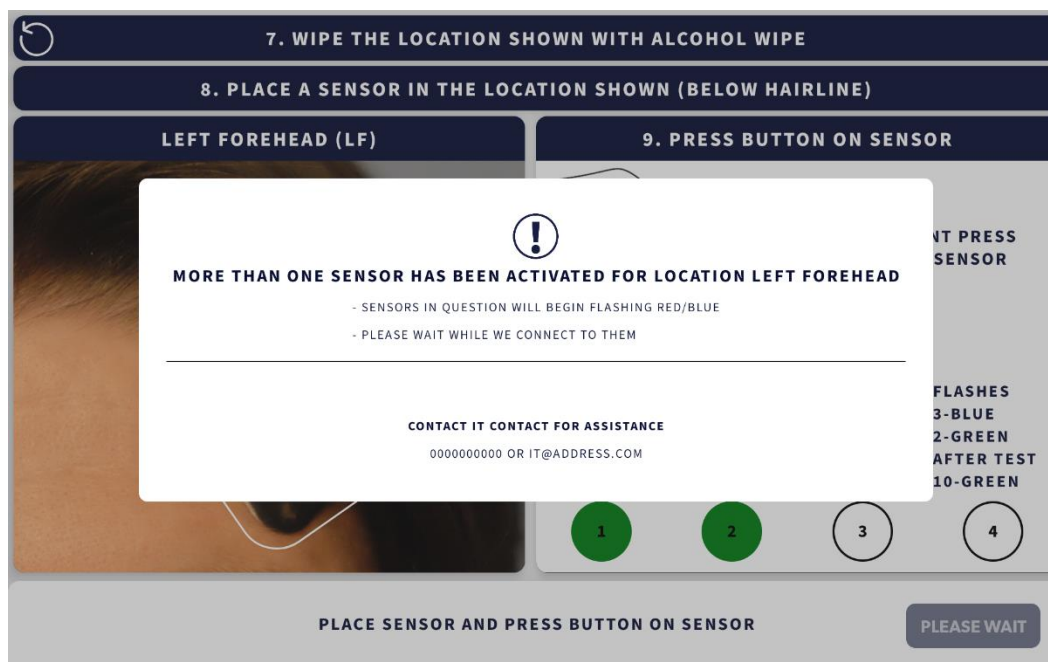 7. WIPE THE LOCATION SHOWN WITH ALCOHOL WIPE
8. PLACE A SENSOR IN THE LOCATION SHOWN (BELOW HAIRLINE)
LEFT FOREHEAD (LF)
9. PRESS BUTTON ON SENSOR
NT PRESS
SENSOR
MORE THAN ONE SENSOR HAS BEEN ACTIVATED FOR LOCATION LEFT FOREHEAD
- SENSORS IN QUESTION WILL BEGIN FLASHING RED/BLUE
- PLEASE WAIT WHILE WE CONNECT TO THEM
CONTACT IT CONTACT FOR ASSISTANCE
0000000000 OR IT@ADDRESS.COM
FLASHES
3-BLUE
2-GREEN
AFTER TEST
10-GREEN
1 2 3 4
PLACE SENSOR AND PRESS BUTTON ON SENSOR
PLEASE WAIT